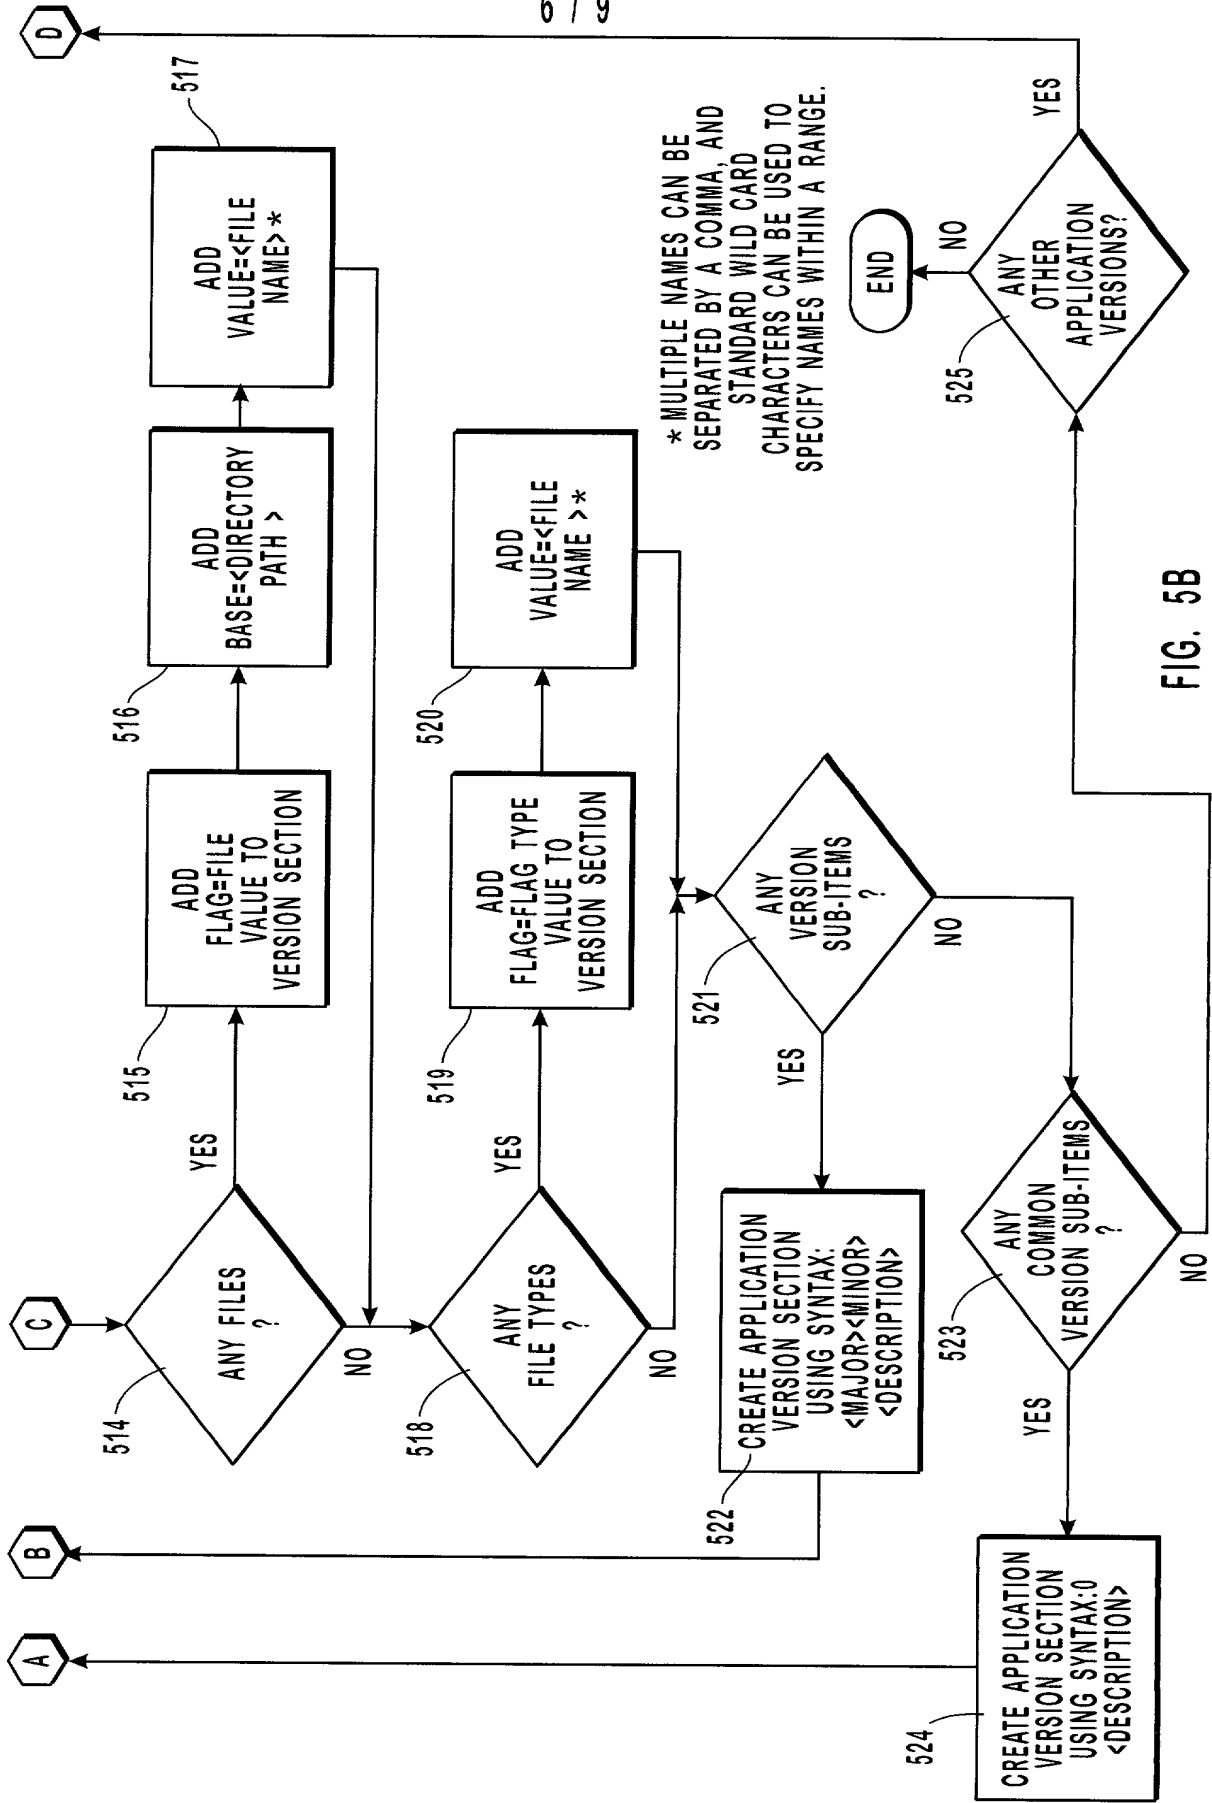 6 / 9
A
B
C
D
514
ANY FILES
?
YES
NO
515
ADD
FLAG=FILE
VALUE TO
VERSION SECTION
516
ADD
BASE=<DIRECTORY
PATH >
517
ADD
VALUE=<FILE
NAME>*
518
ANY
FILE TYPES
?
YES
NO
519
ADD
FLAG=FLAG TYPE
VALUE TO
VERSION SECTION
520
ADD
VALUE=<FILE
NAME >*
* MULTIPLE NAMES CAN BE
SEPARATED BY A COMMA, AND
STANDARD WILD CARD
CHARACTERS CAN BE USED TO
SPECIFY NAMES WITHIN A RANGE.
521
ANY
VERSION
SUB-ITEMS
?
YES
NO
522
CREATE APPLICATION
VERSION SECTION
USING SYNTAX:
<MAJOR><MINOR>
<DESCRIPTION>
523
ANY
COMMON
VERSION SUB-ITEMS
?
YES
NO
524
CREATE APPLICATION
VERSION SECTION
USING SYNTAX:0
<DESCRIPTION>
525
ANY
OTHER
APPLICATION
VERSIONS?
YES
NO
END
FIG. 5B